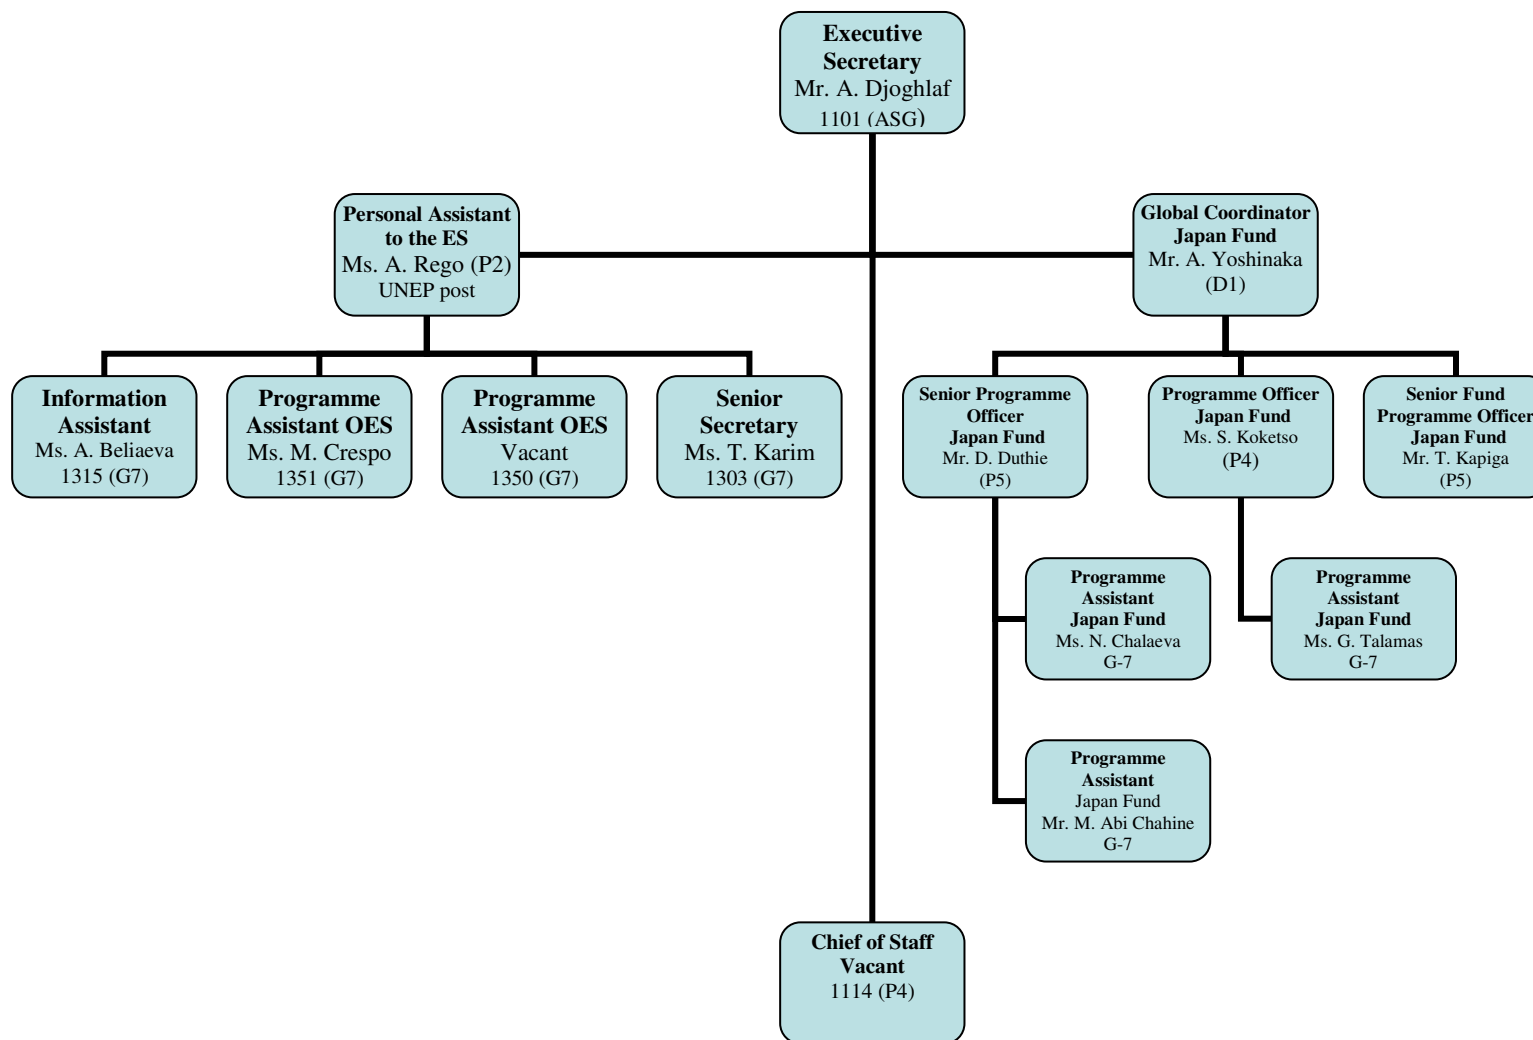 Executive
Secretary
Mr. A. Djoghlaf
1101 (ASG)
Personal Assistant
to the ES
Ms. A. Rego (P2)
UNEP post
Global Coordinator
Japan Fund
Mr. A. Yoshinaka
(D1)
Information
Assistant
Ms. A. Beliaeva
1315 (G7)
Programme
Assistant OES
Ms. M. Crespo
1351 (G7)
Programme
Assistant OES
Vacant
1350 (G7)
Senior
Secretary
Ms. T. Karim
1303 (G7)
Senior Programme
Officer
Japan Fund
Mr. D. Duthie
(P5)
Programme Officer
Japan Fund
Ms. S. Koketso
(P4)
Senior Fund
Programme Officer
Japan Fund
Mr. T. Kapiga
(P5)
Programme
Assistant
Japan Fund
Ms. N. Chalaeva
G-7
Programme
Assistant
Japan Fund
Ms. G. Talamas
G-7
Programme
Assistant
Japan Fund
Mr. M. Abi Chahine
G-7
Chief of Staff
Vacant
1114 (P4)